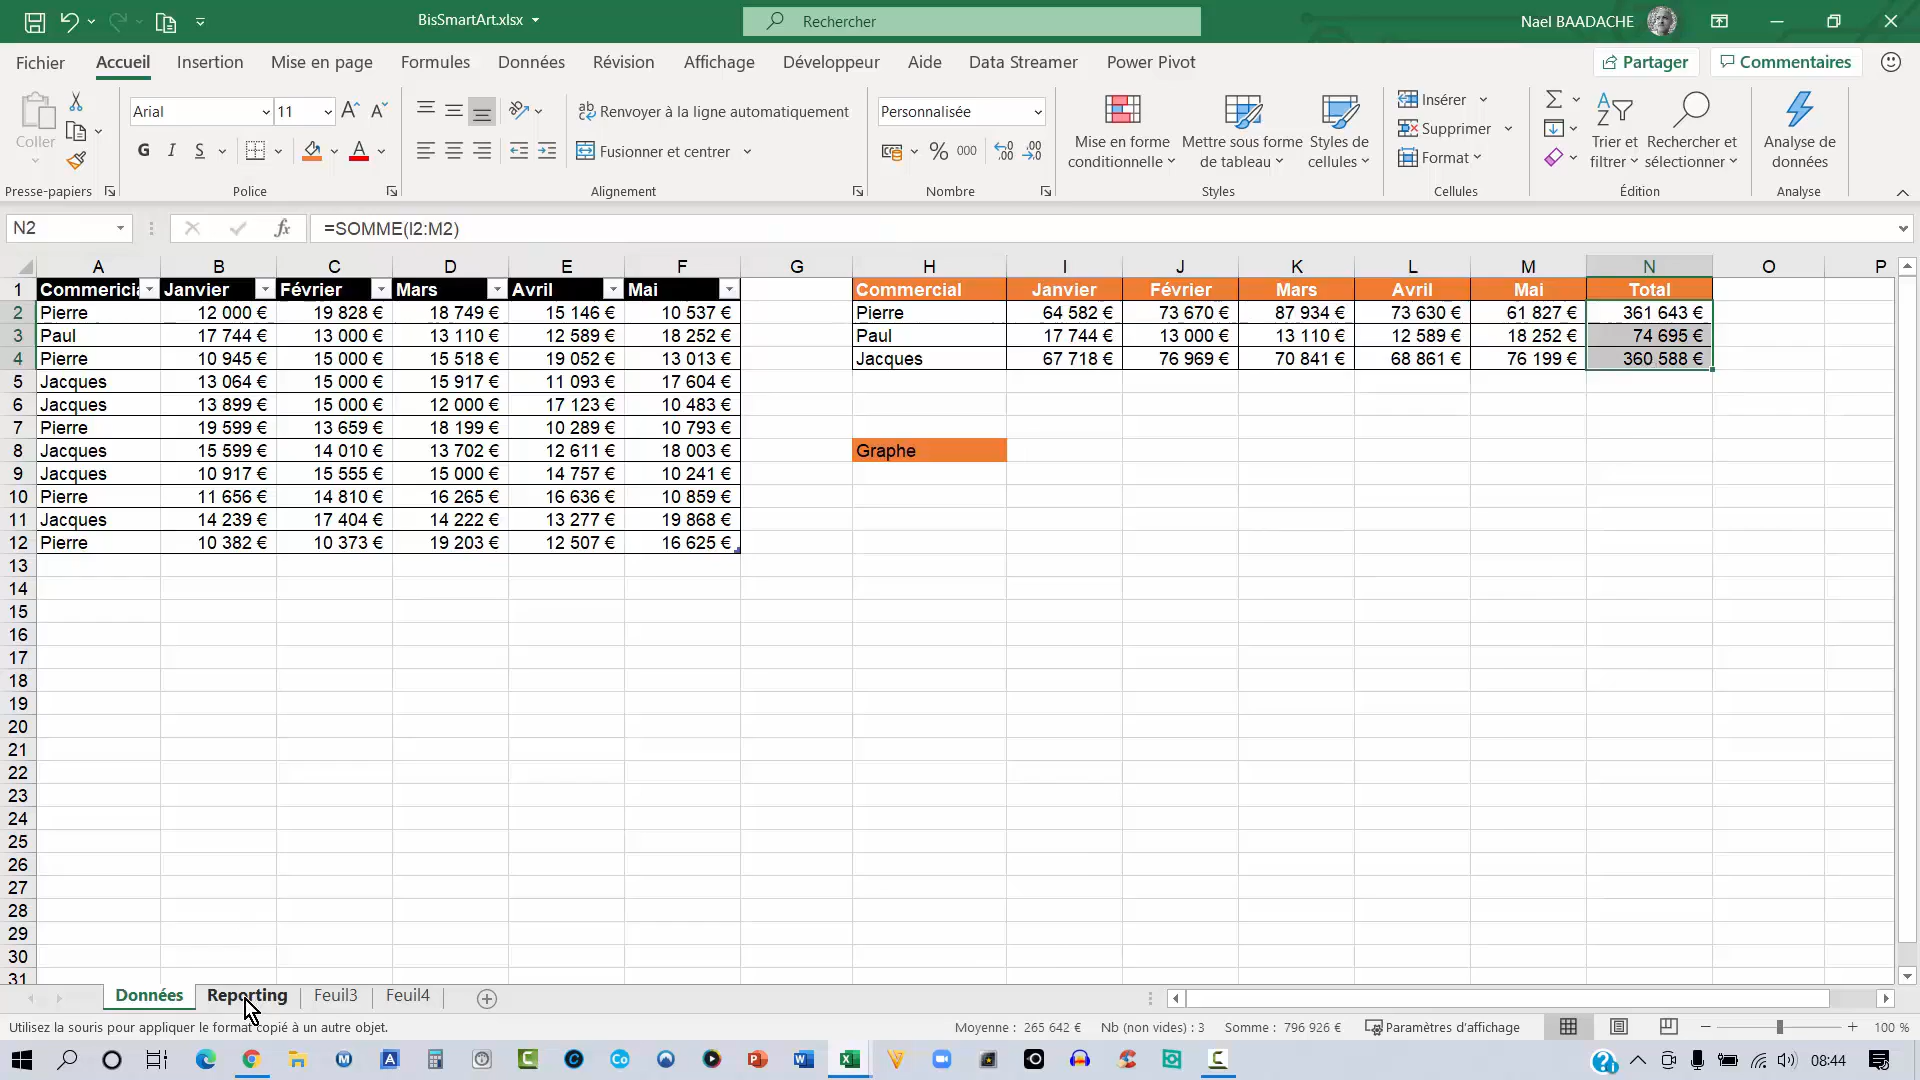 BisSmartArt.xlsx
Rechercher
Nael BAADACHE
Fichier Accueil Insertion Mise en page Formules Données Révision Affichage Développeur Aide Data Streamer Power Pivot
Partager Commentaires
Coller
Presse-papiers
Arial 11
G I S A
Police
Renvoyer à la ligne automatiquement
Fusionner et centrer
Alignement
Personnalisée
% 000
Nombre
Mise en forme conditionnelle
Mettre sous forme de tableau
Styles de cellules
Styles
Insérer
Supprimer
Format
Cellules
Trier et filtrer
Rechercher et sélectionner
Édition
Analyse de données
Analyse
N2 fx =SOMME(I2:M2)
A B C D E F G H I J K L M N O P
1 Commericia Janvier Février Mars Avril Mai Commercial Janvier Février Mars Avril Mai Total
2 Pierre 12 000 € 19 828 € 18 749 € 15 146 € 10 537 € Pierre 64 582 € 73 670 € 87 934 € 73 630 € 61 827 € 361 643 €
3 Paul 17 744 € 13 000 € 13 110 € 12 589 € 18 252 € Paul 17 744 € 13 000 € 13 110 € 12 589 € 18 252 € 74 695 €
4 Pierre 10 945 € 15 000 € 15 518 € 19 052 € 13 013 € Jacques 67 718 € 76 969 € 70 841 € 68 861 € 76 199 € 360 588 €
5 Jacques 13 064 € 15 000 € 15 917 € 11 093 € 17 604 €
6 Jacques 13 899 € 15 000 € 12 000 € 17 123 € 10 483 €
7 Pierre 19 599 € 13 659 € 18 199 € 10 289 € 10 793 €
8 Jacques 15 599 € 14 010 € 13 702 € 12 611 € 18 003 € Graphe
9 Jacques 10 917 € 15 555 € 15 000 € 14 757 € 10 241 €
10 Pierre 11 656 € 14 810 € 16 265 € 16 636 € 10 859 €
11 Jacques 14 239 € 17 404 € 14 222 € 13 277 € 19 868 €
12 Pierre 10 382 € 10 373 € 19 203 € 12 507 € 16 625 €
13
14
15
16
17
18
19
20
21
22
23
24
25
26
27
28
29
30
31
Données Reporting Feuil3 Feuil4
Utilisez la souris pour appliquer le format copié à un autre objet. Moyenne : 265 642 € Nb (non vides) : 3 Somme : 796 926 € Paramètres d'affichage 100 %
08:44